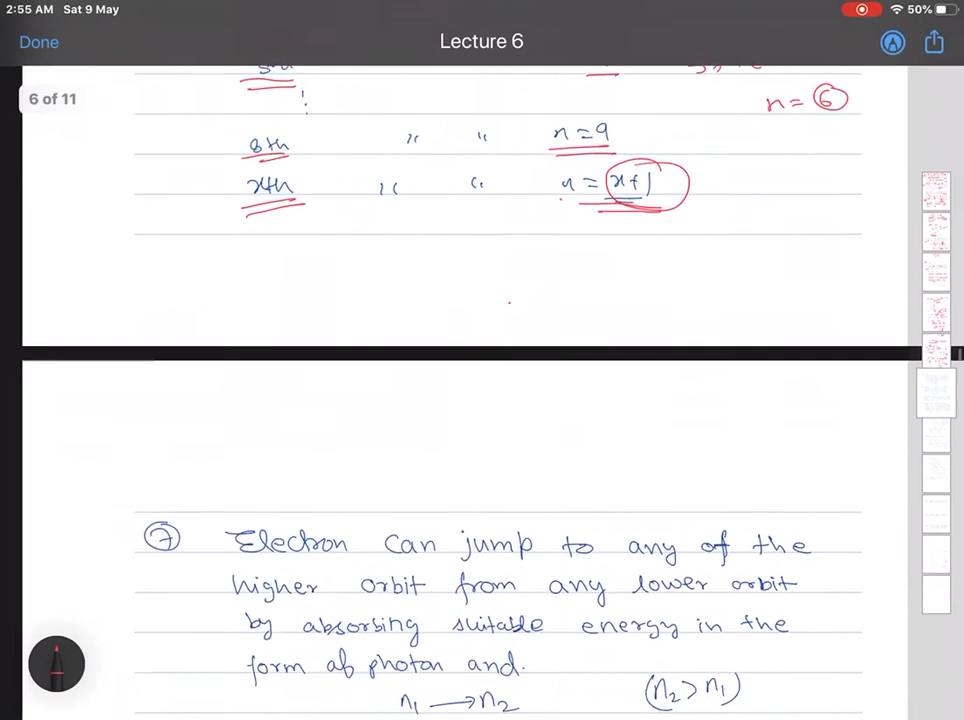 2:55 AM Sat 9 May 50%
Done Lecture 6
6 of 11
n = 6
8th " " n = 9
xth " " n = x+1
7 Electron can jump to any of the
higher orbit from any lower orbit
by absorbing suitable energy in the
form of photon and.
n₁ → n₂ (n₂ > n₁)